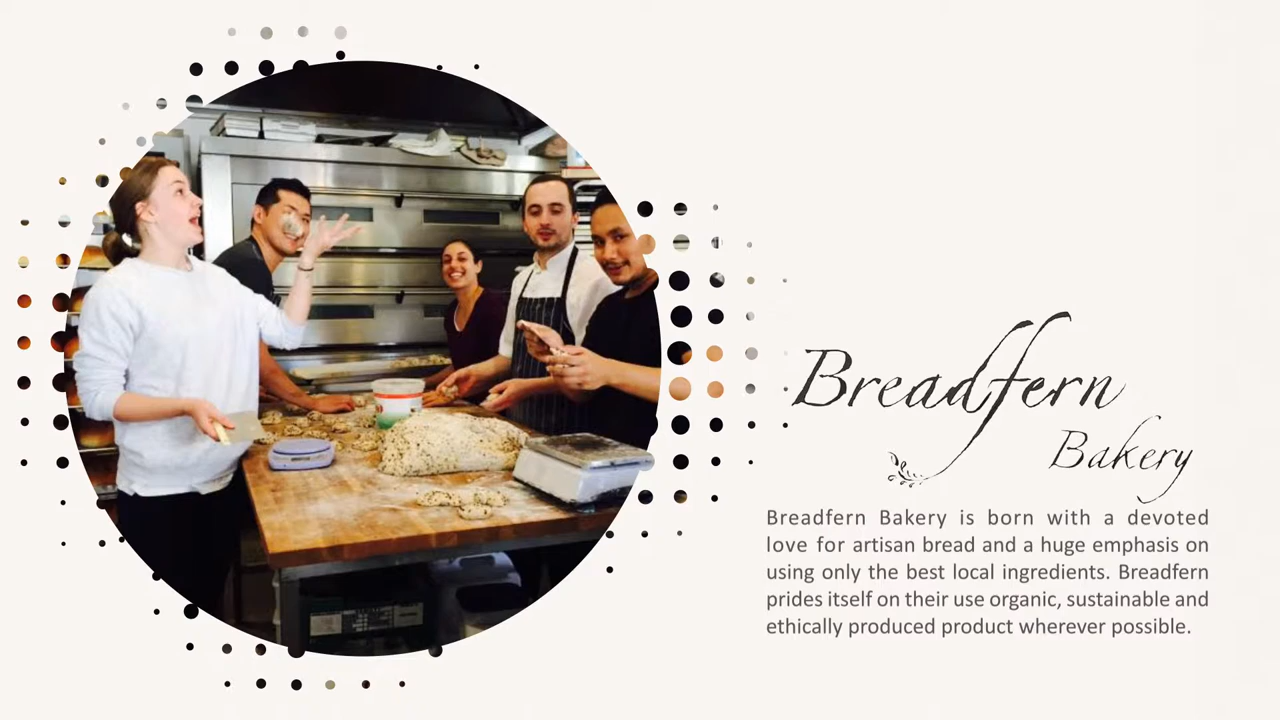 Breadfern
Bakery
Breadfern Bakery is born with a devoted
love for artisan bread and a huge emphasis on
using only the best local ingredients. Breadfern
prides itself on their use organic, sustainable and
ethically produced product wherever possible.